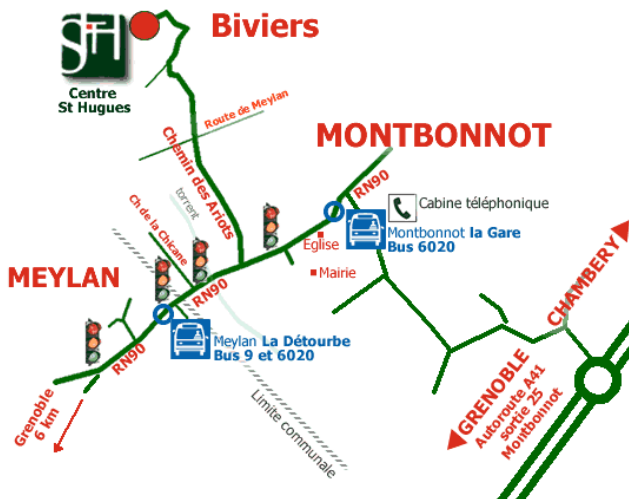 StH
Biviers
Centre
St Hugues
Route de Meylan
MONTBONNOT
Chemin des Ariots
RN90
Cabine téléphonique
torrent
Ch de la Chicane
Eglise
Montbonnot la Gare
Bus 6020
Mairie
MEYLAN
RN90
CHAMBERY
Meylan La Détourbe
Bus 9 et 6020
RN90
GRENOBLE
Autoroute A41
sortie 25
Montbonnot
Limite communale
Grenoble
6 km